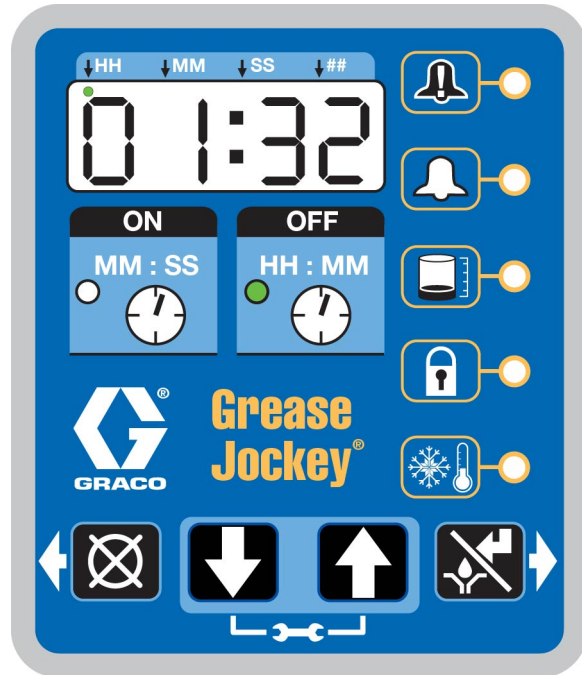 HH MM SS ##
01:32
ON OFF
MM : SS HH : MM
Grease
Jockey®
®
GRACO